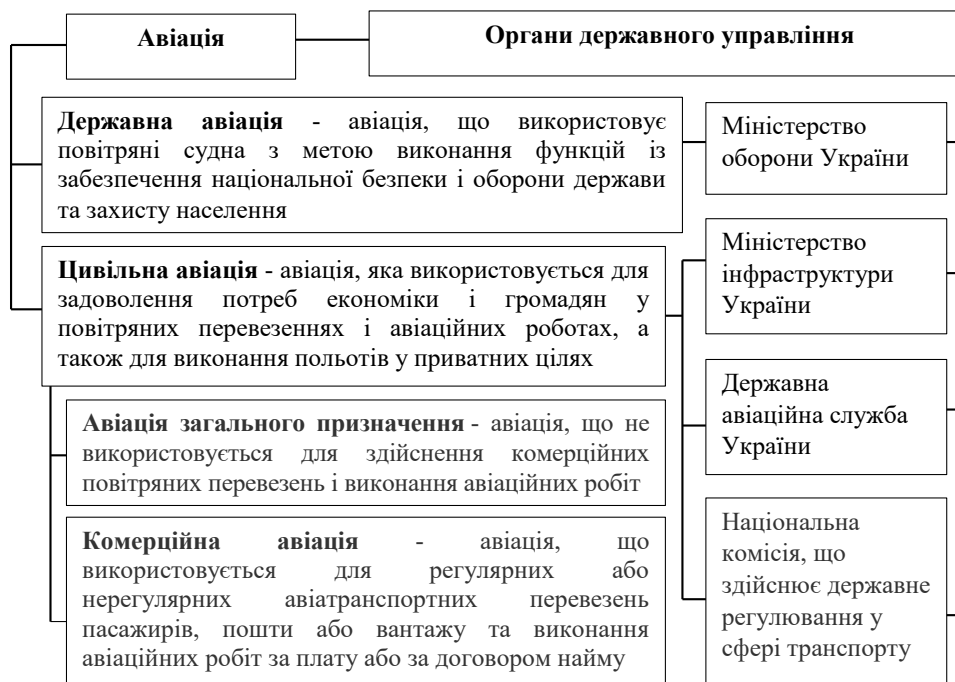 Авіація
Органи державного управління
Державна авіація - авіація, що використовує
повітряні судна з метою виконання функцій із
забезпечення національної безпеки і оборони держави
та захисту населення
Міністерство
оборони України
Цивільна авіація - авіація, яка використовується для
задоволення потреб економіки і громадян у
повітряних перевезеннях і авіаційних роботах, а
також для виконання польотів у приватних цілях
Міністерство
інфраструктури
України
Авіація загального призначення - авіація, що не
використовується для здійснення комерційних
повітряних перевезень і виконання авіаційних робіт
Державна
авіаційна служба
України
Комерційна авіація - авіація, що
використовується для регулярних або
нерегулярних авіатранспортних перевезень
пасажирів, пошти або вантажу та виконання
авіаційних робіт за плату або за договором найму
Національна
комісія, що
здійснює державне
регулювання у
сфері транспорту